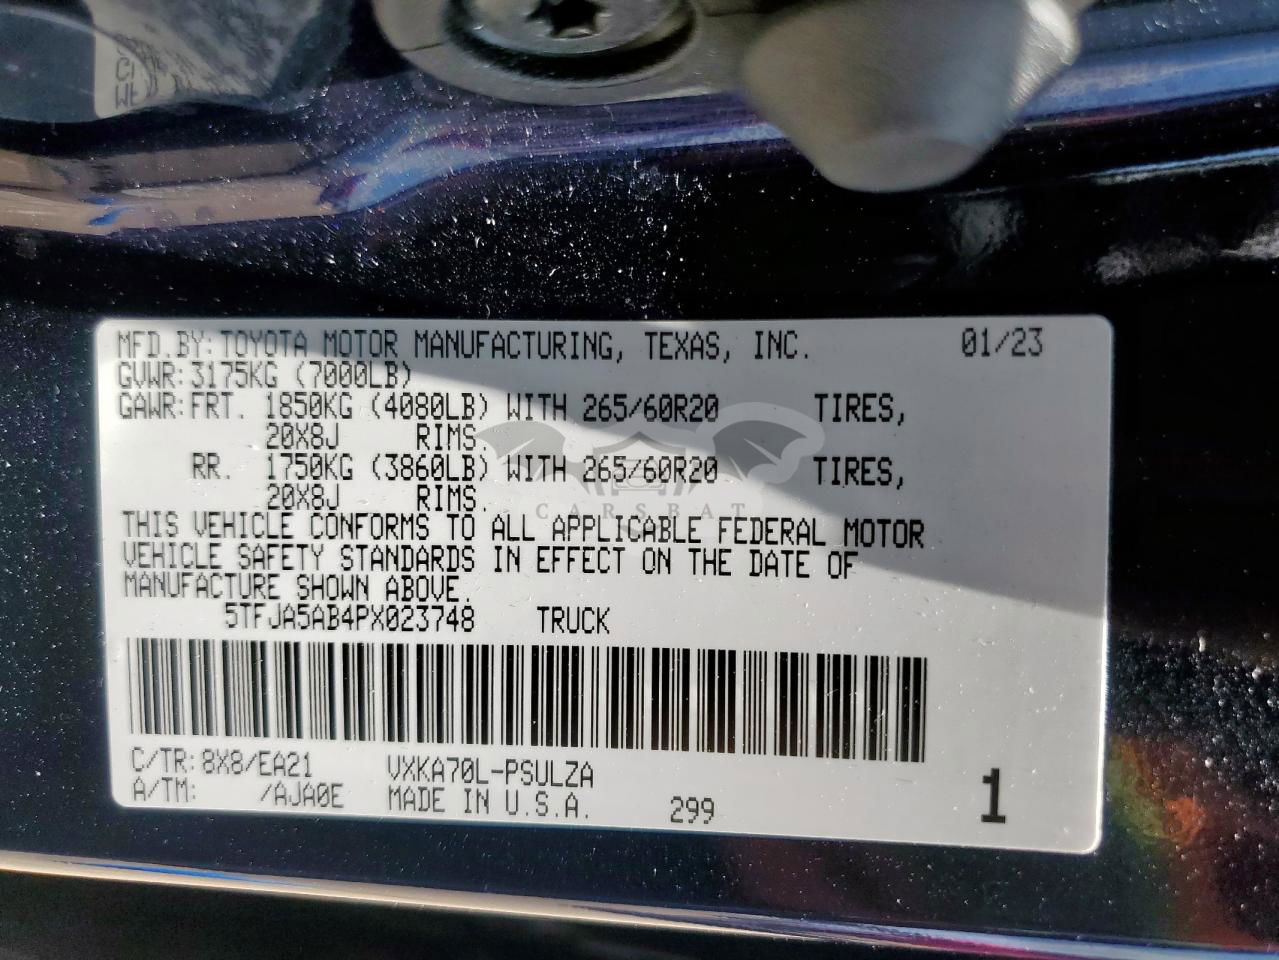 MFD.BY: TOYOTA MOTOR MANUFACTURING, TEXAS, INC. 01/23
GVWR: 3175KG (7000LB)
GAWR: FRT. 1850KG (4080LB) WITH 265/60R20 TIRES,
20X8J RIMS.
RR. 1750KG (3860LB) WITH 265/60R20 TIRES,
20X8J RIMS.
CARSBAT
THIS VEHICLE CONFORMS TO ALL APPLICABLE FEDERAL MOTOR
VEHICLE SAFETY STANDARDS IN EFFECT ON THE DATE OF
MANUFACTURE SHOWN ABOVE.
5TFJA5AB4PX023748 TRUCK
C/TR: 8X8/EA21 VXKA70L-PSULZA
A/TM: /AJA0E MADE IN U.S.A. 299 1